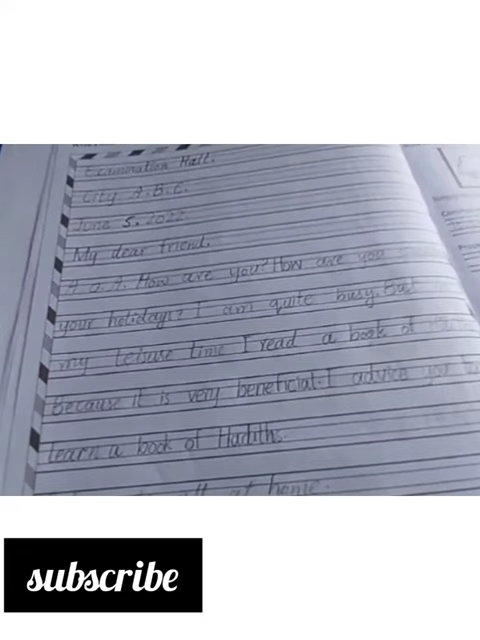 Examination Hall.
City A.B.C.
June 5, 2022
My dear friend,
A.a.A. How are you? How are you
your holidays? I am quite busy. But
my leisure time I read a book of
Because it is very beneficial. I advice you
learn a book of Hadiths.
at home.
subscribe